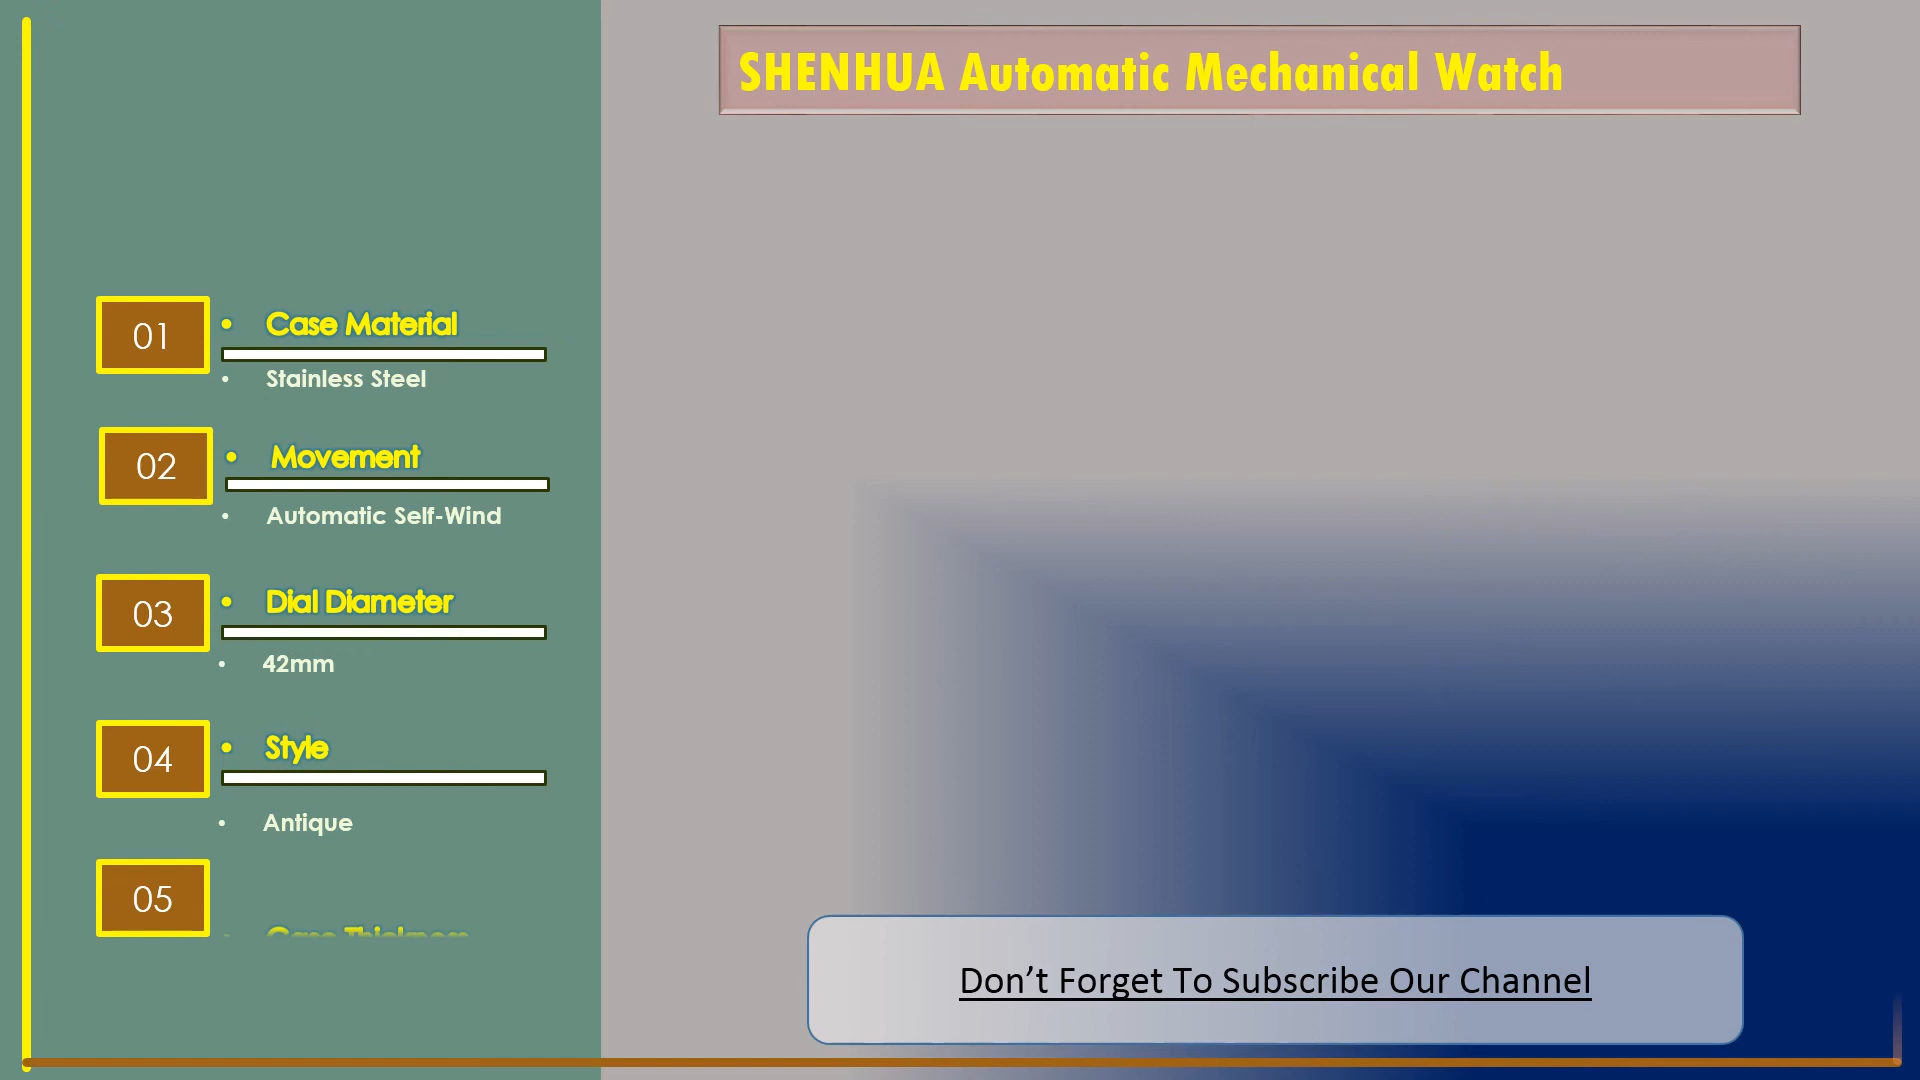 SHENHUA Automatic Mechanical Watch
01
• Case Material
• Stainless Steel
02
• Movement
• Automatic Self-Wind
03
• Dial Diameter
• 42mm
04
• Style
• Antique
05
Don’t Forget To Subscribe Our Channel